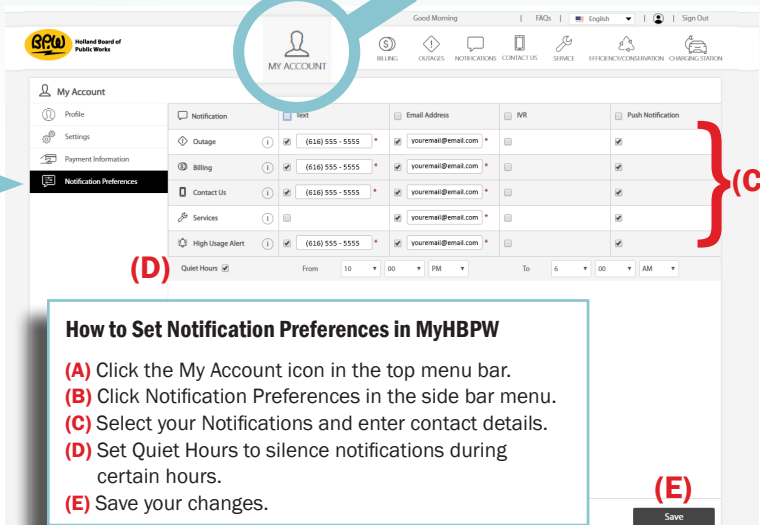 Good Morning | FAQs | English | Sign Out
BPW Holland Board of
Public Works
MY ACCOUNT BILLING OUTAGES NOTIFICATIONS CONTACT US SERVICE EFFICIENCY/CONSERVATION CHARGING STATION
My Account
Profile
Settings
Payment Information
Notification Preferences
Notification Text Email Address IVR Push Notification
Outage i (616) 555 - 5555 * youremail@email.com *
Billing i (616) 555 - 5555 * youremail@email.com *
Contact Us i (616) 555 - 5555 * youremail@email.com *
Services i youremail@email.com *
High Usage Alert i (616) 555 - 5555 * youremail@email.com *
(C
(D) Quiet Hours From 10 00 PM To 6 00 AM
How to Set Notification Preferences in MyHBPW
(A) Click the My Account icon in the top menu bar.
(B) Click Notification Preferences in the side bar menu.
(C) Select your Notifications and enter contact details.
(D) Set Quiet Hours to silence notifications during
certain hours.
(E) Save your changes.
(E)
Save